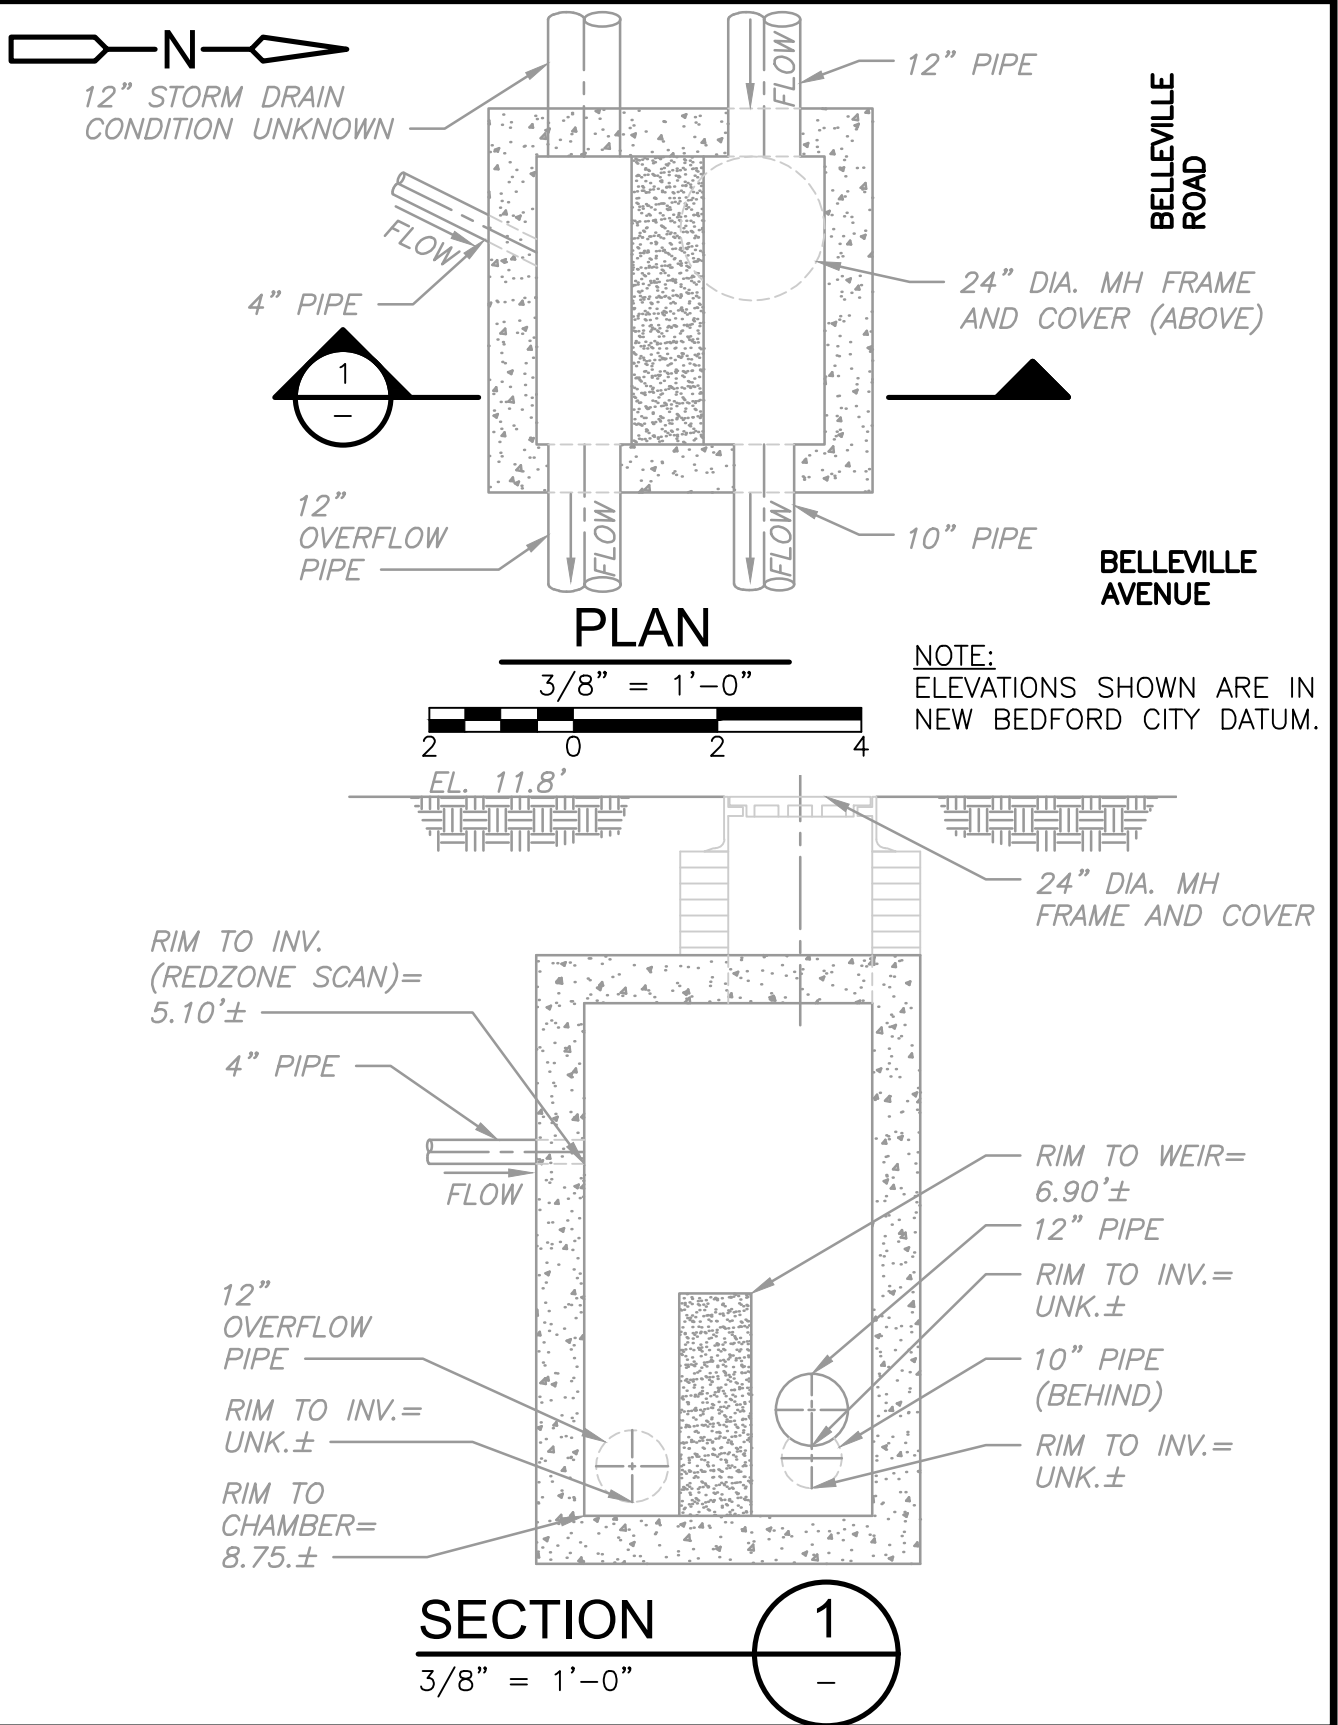 N
12" STORM DRAIN
CONDITION UNKNOWN
FLOW
12" PIPE
BELLEVILLE
ROAD
FLOW
4" PIPE
24" DIA. MH FRAME
AND COVER (ABOVE)
1
–
12"
OVERFLOW
PIPE
FLOW
FLOW
10" PIPE
BELLEVILLE
AVENUE
PLAN
3/8" = 1'-0"
2 0 2 4
NOTE:
ELEVATIONS SHOWN ARE IN
NEW BEDFORD CITY DATUM.
EL. 11.8'
24" DIA. MH
FRAME AND COVER
RIM TO INV.
(REDZONE SCAN)=
5.10'±
4" PIPE
FLOW
RIM TO WEIR=
6.90'±
12" PIPE
RIM TO INV.=
UNK.±
10" PIPE
(BEHIND)
RIM TO INV.=
UNK.±
12"
OVERFLOW
PIPE
RIM TO INV.=
UNK.±
RIM TO
CHAMBER=
8.75.±
SECTION
3/8" = 1'-0"
1
–